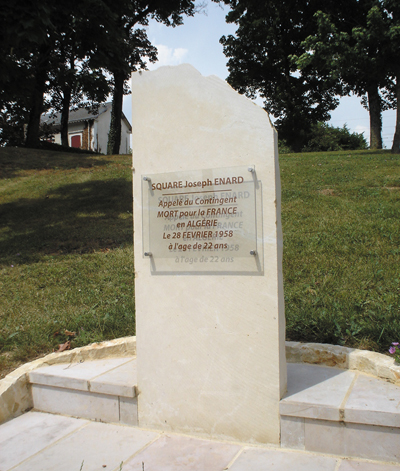 SQUARE Joseph ENARD
Appelé du Contingent
MORT pour la FRANCE
en ALGÉRIE
Le 28 FÉVRIER 1958
à l'age de 22 ans